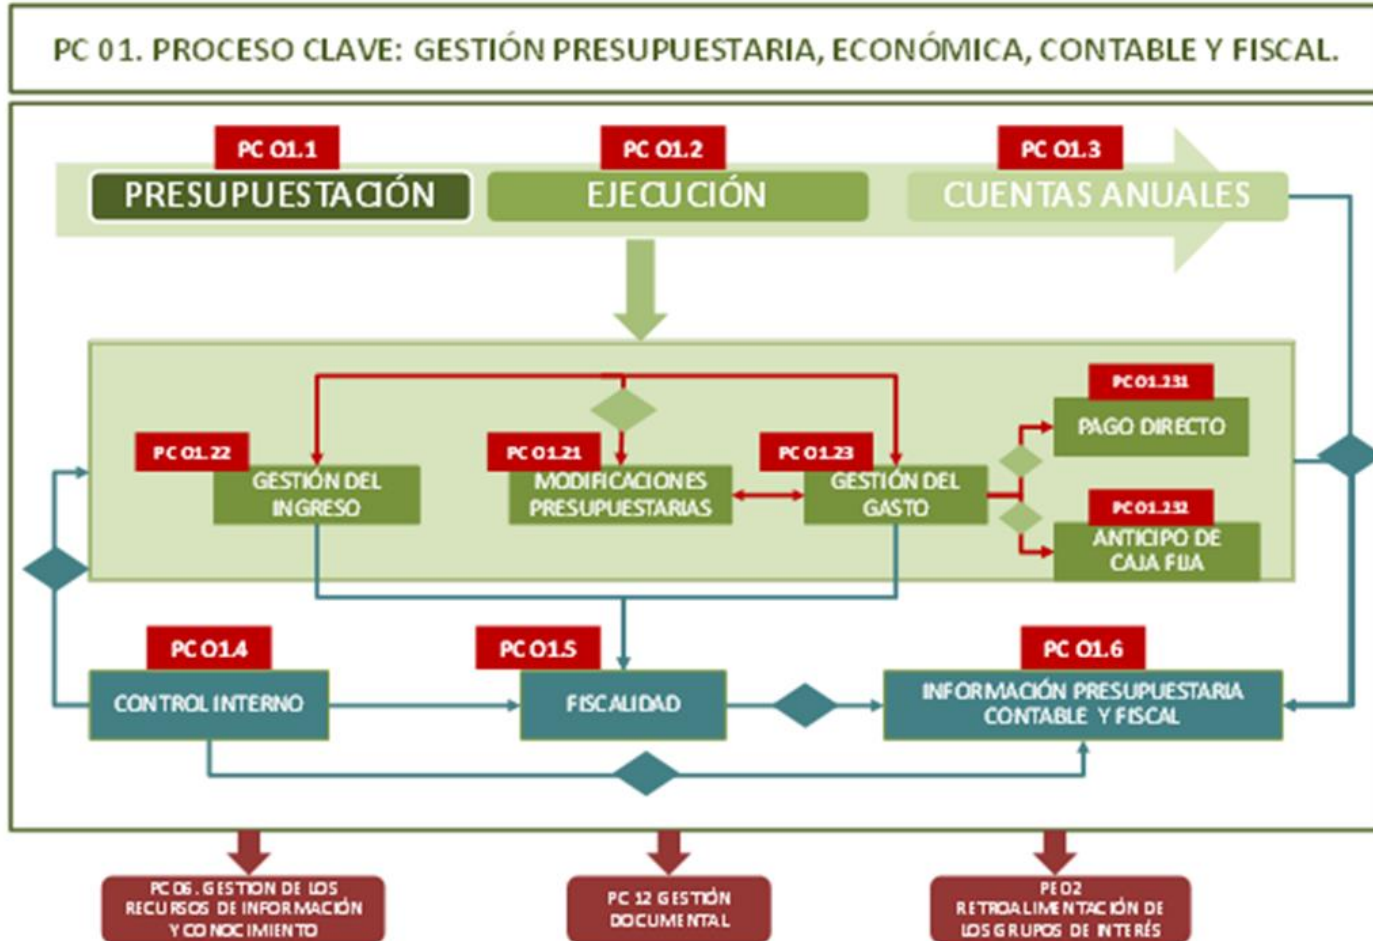 PC 01. PROCESO CLAVE: GESTIÓN PRESUPUESTARIA, ECONÓMICA, CONTABLE Y FISCAL.
PC 01.1
PRESUPUESTACIÓN
PC 01.2
EJECUCIÓN
PC 01.3
CUENTAS ANUALES
PC 01.22
GESTIÓN DEL
INGRESO
PC 01.21
MODIFICACIONES
PRESUPUESTARIAS
PC 01.23
GESTIÓN DEL
GASTO
PC 01.231
PAGO DIRECTO
PC 01.232
ANTICIPO DE
CAJA FIJA
PC 01.4
CONTROL INTERNO
PC 01.5
FISCALIDAD
PC 01.6
INFORMACIÓN PRESUPUESTARIA
CONTABLE Y FISCAL
PC 06. GESTION DE LOS
RECURSOS DE INFORMACIÓN
Y CONOCIMIENTO
PC 12 GESTIÓN
DOCUMENTAL
PE 02
RETROALIMENTACIÓN DE
LOS GRUPOS DE INTERÉS